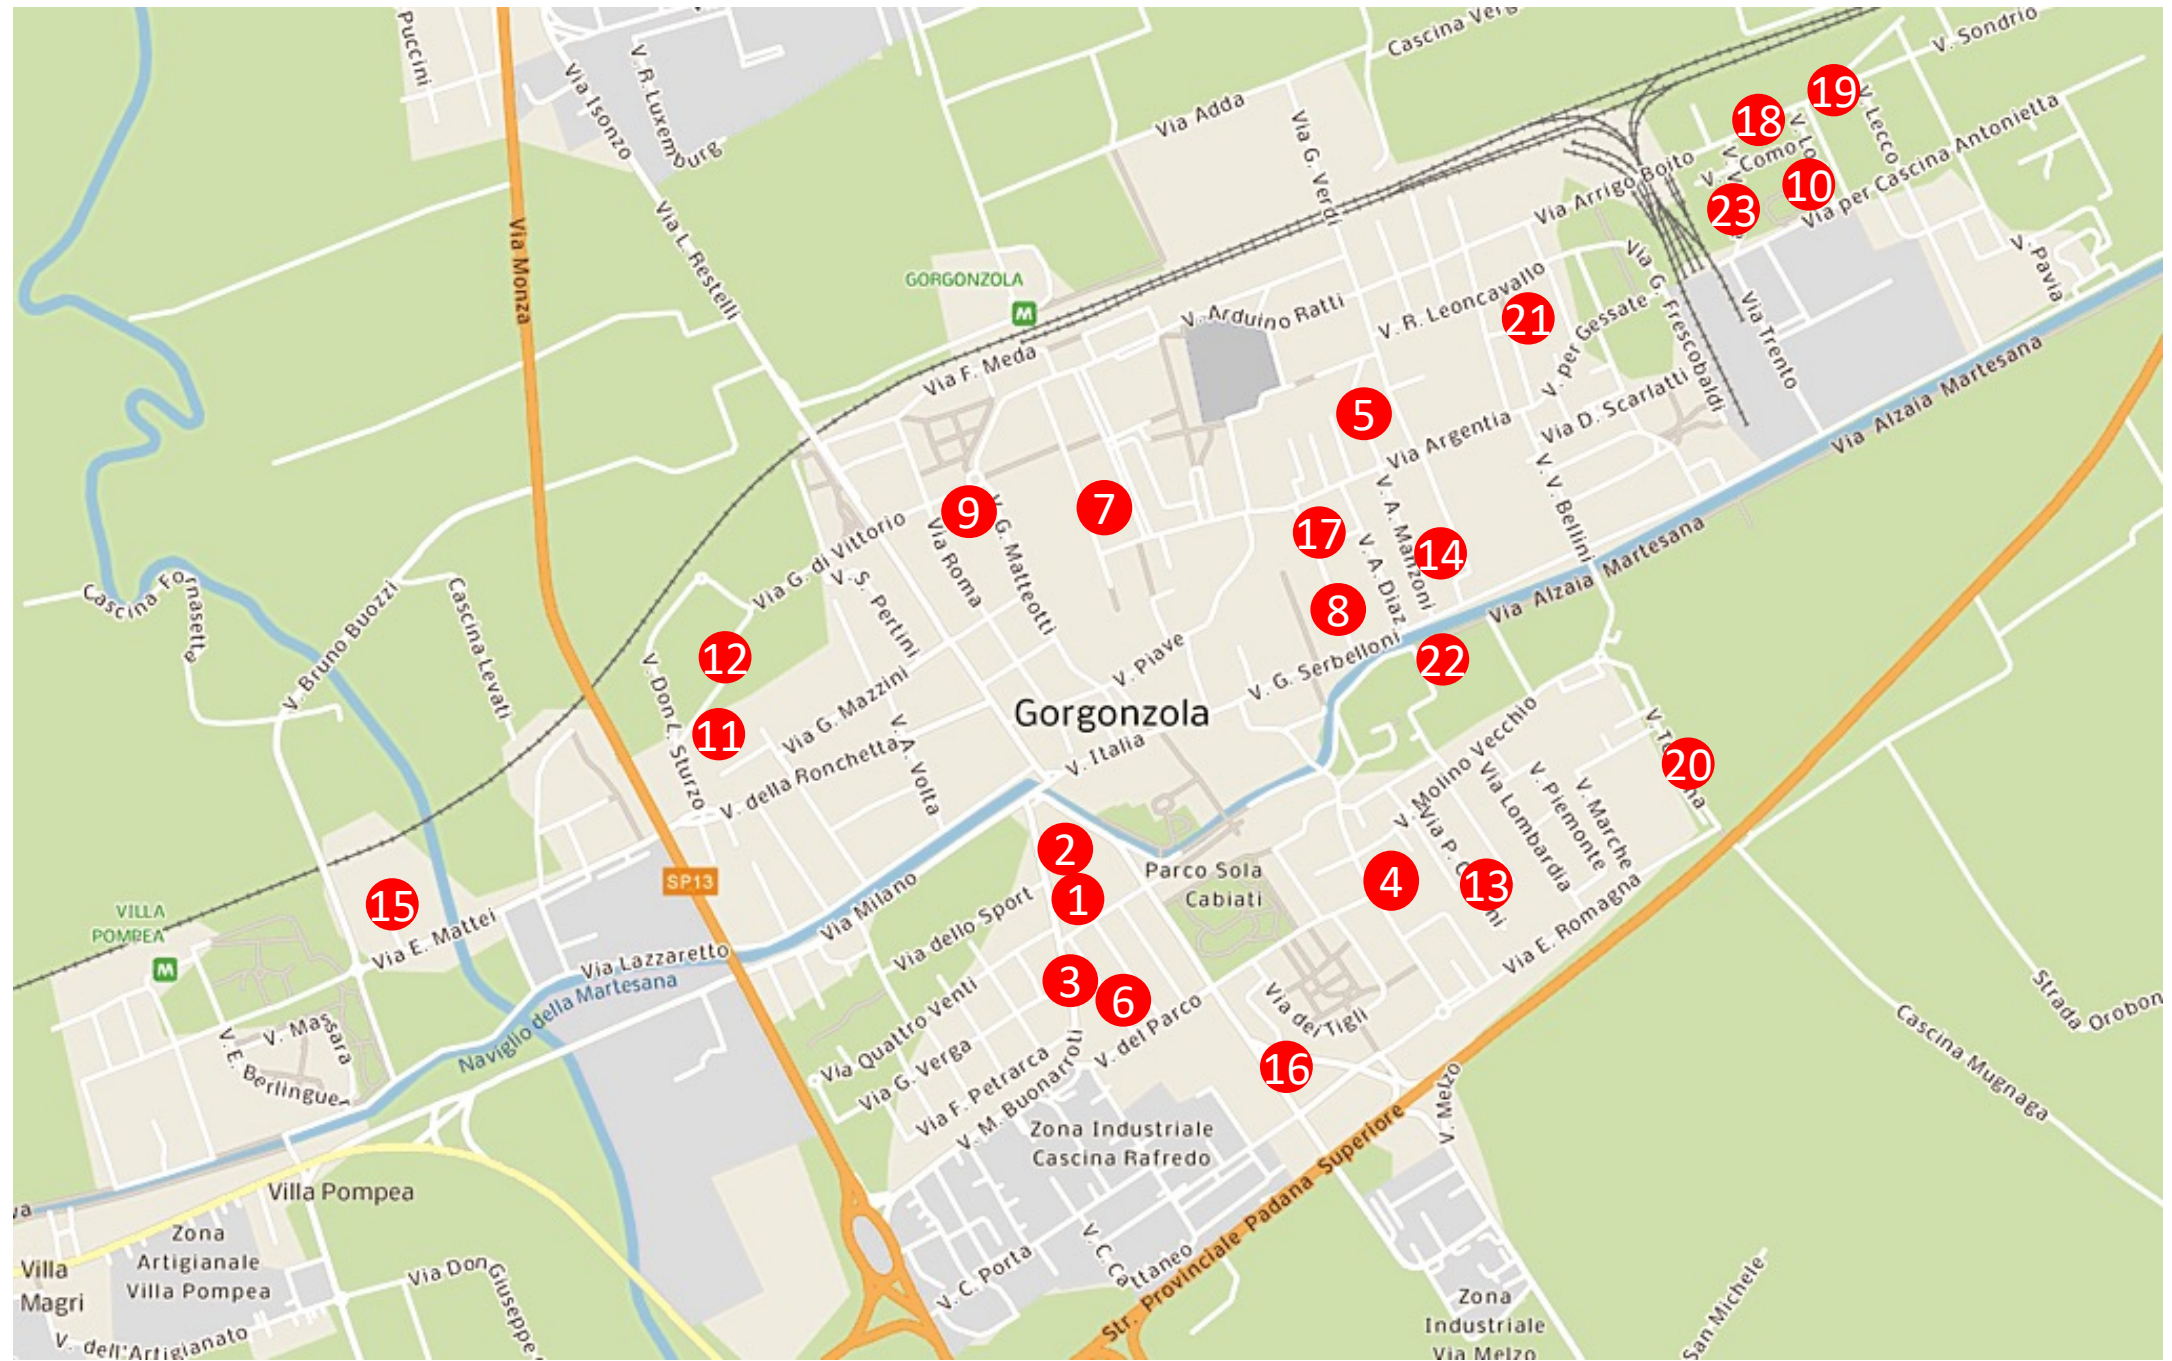 Puccini
V. R. Luxemburg
Via Isonzo
Cascina Verg
V. Sondrio
19
18
V. Lecco
Via Adda
Via G. Verdi
V. Lo
V. Como
Via per Cascina Antonietta
10
23
Via Arrigo Boito
Via Monza
Via L. Restelli
GORGONZOLA
M
V. Arduino Ratti
V. R. Leoncavallo
21
Via G. Frescobaldi
V. per Gessate
Via Trento
V. Pavia
Via F. Meda
5
Via Argentia
Via D. Scarlatti
Via Alzaia Martesana
9
7
17
14
V. G. Matteotti
Via Roma
Via G. di Vittorio
V. A. Manzoni
V. A. Diaz
V. V. Bellini
8
Via Alzaia Martesana
V. S. Pertini
Cascina Fornasetta
V. Bruno Buozzi
Cascina Levati
12
11
V. Don L. Sturzo
Via G. Mazzini
V. Piave
V. G. Serbelloni
22
Gorgonzola
V. della Ronchetta
V. A. Volta
V. Italia
V. Molino Vecchio
20
Via Lombardia
V. Piemonte
V. Marche
2
1
Parco Sola
Cabiati
4
13
Via P.
SP13
15
VILLA
POMPEA
M
Via E. Mattei
Via Milano
Via dello Sport
Via E. Romagna
Via Lazzaretto
Naviglio della Martesana
3
6
Via Quattro Venti
V. del Parco
Via dei Tigli
16
Strada Orobon
Cascina Mugnaga
V. Massara
V. E. Berlinguer
Via G. Verga
Via F. Petrarca
V. M. Buonarroti
V. Melzo
Zona Industriale
Cascina Rafredo
Str. Provinciale Padana Superiore
Villa Pompea
Zona
Artigianale
Villa Pompea
Villa
Magri
Via Don Giuseppe
V. dell'Artigianato
V. C. Porta
V. C. Cattaneo
Zona
Industriale
Via Melzo
San Michele